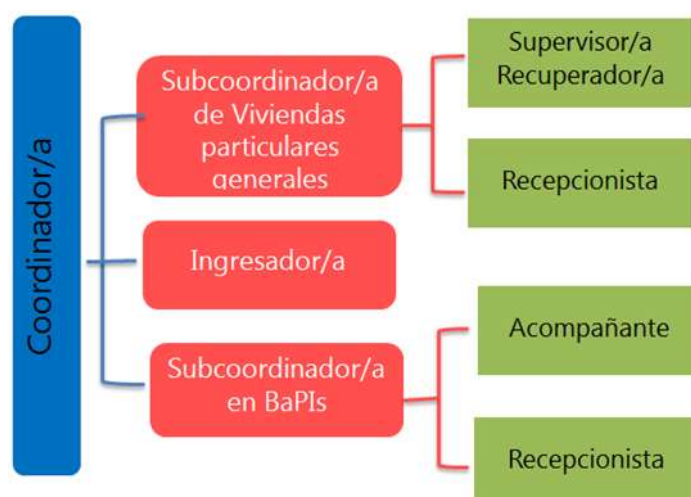 Coordinador/a
Subcoordinador/a
de Viviendas
particulares
generales
Ingresador/a
Subcoordinador/a
en BaPIs
Supervisor/a
Recuperador/a
Recepcionista
Acompañante
Recepcionista